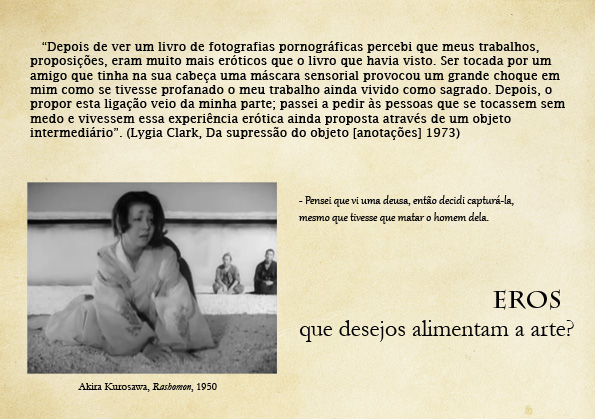 “Depois de ver um livro de fotografias pornográficas percebi que meus trabalhos,
proposições, eram muito mais eróticos que o livro que havia visto. Ser tocada por um
amigo que tinha na sua cabeça uma máscara sensorial provocou um grande choque em
mim como se tivesse profanado o meu trabalho ainda vivido como sagrado. Depois, o
propor esta ligação veio da minha parte; passei a pedir às pessoas que se tocassem sem
medo e vivessem essa experiência erótica ainda proposta através de um objeto
intermediário”. (Lygia Clark, Da supressão do objeto [anotações] 1973)
- Pensei que vi uma deusa, então decidi capturá-la,
mesmo que tivesse que matar o homem dela.
EROS
que desejos alimentam a arte?
Akira Kurosawa, Rashomon, 1950